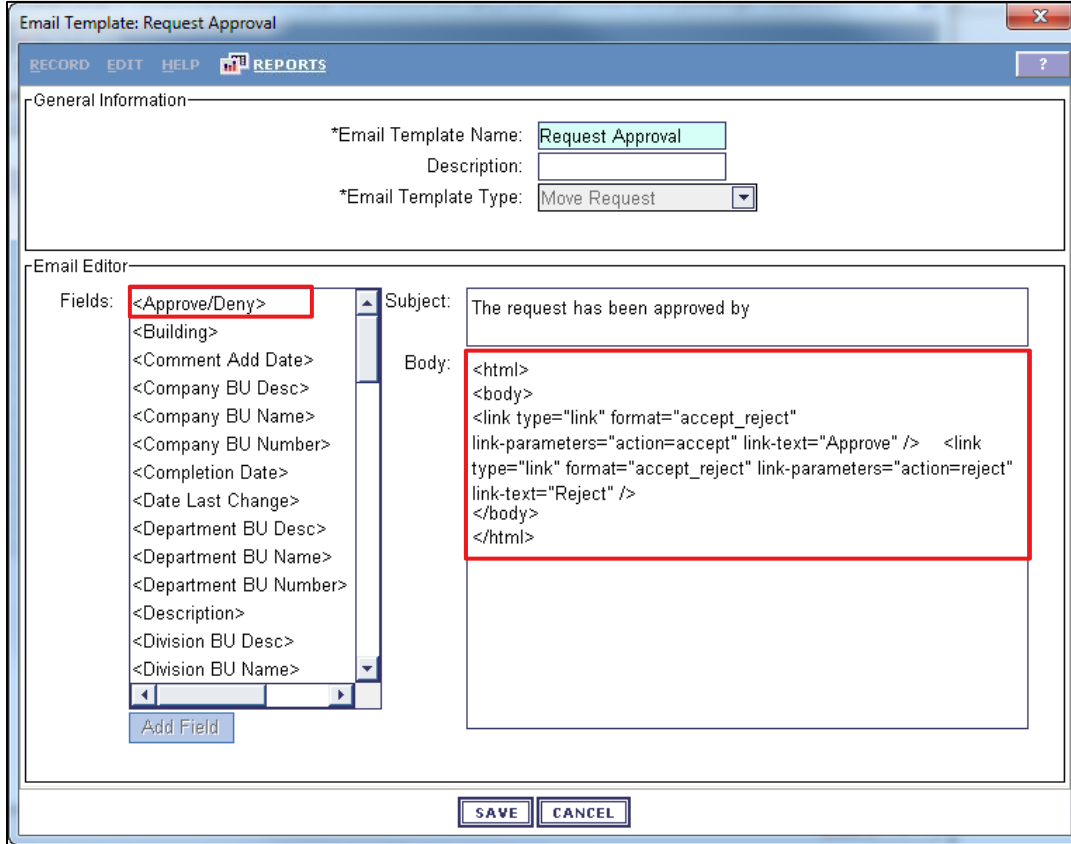 Email Template: Request Approval
x
RECORD EDIT HELP REPORTS ?
General Information
*Email Template Name: Request Approval
Description:
*Email Template Type: Move Request
Email Editor
Fields:
<Approve/Deny>
<Building>
<Comment Add Date>
<Company BU Desc>
<Company BU Name>
<Company BU Number>
<Completion Date>
<Date Last Change>
<Department BU Desc>
<Department BU Name>
<Department BU Number>
<Description>
<Division BU Desc>
<Division BU Name>
Add Field
Subject: The request has been approved by
Body:
<html>
<body>
<link type="link" format="accept_reject"
link-parameters="action=accept" link-text="Approve" /> <link
type="link" format="accept_reject" link-parameters="action=reject"
link-text="Reject" />
</body>
</html>
SAVE CANCEL